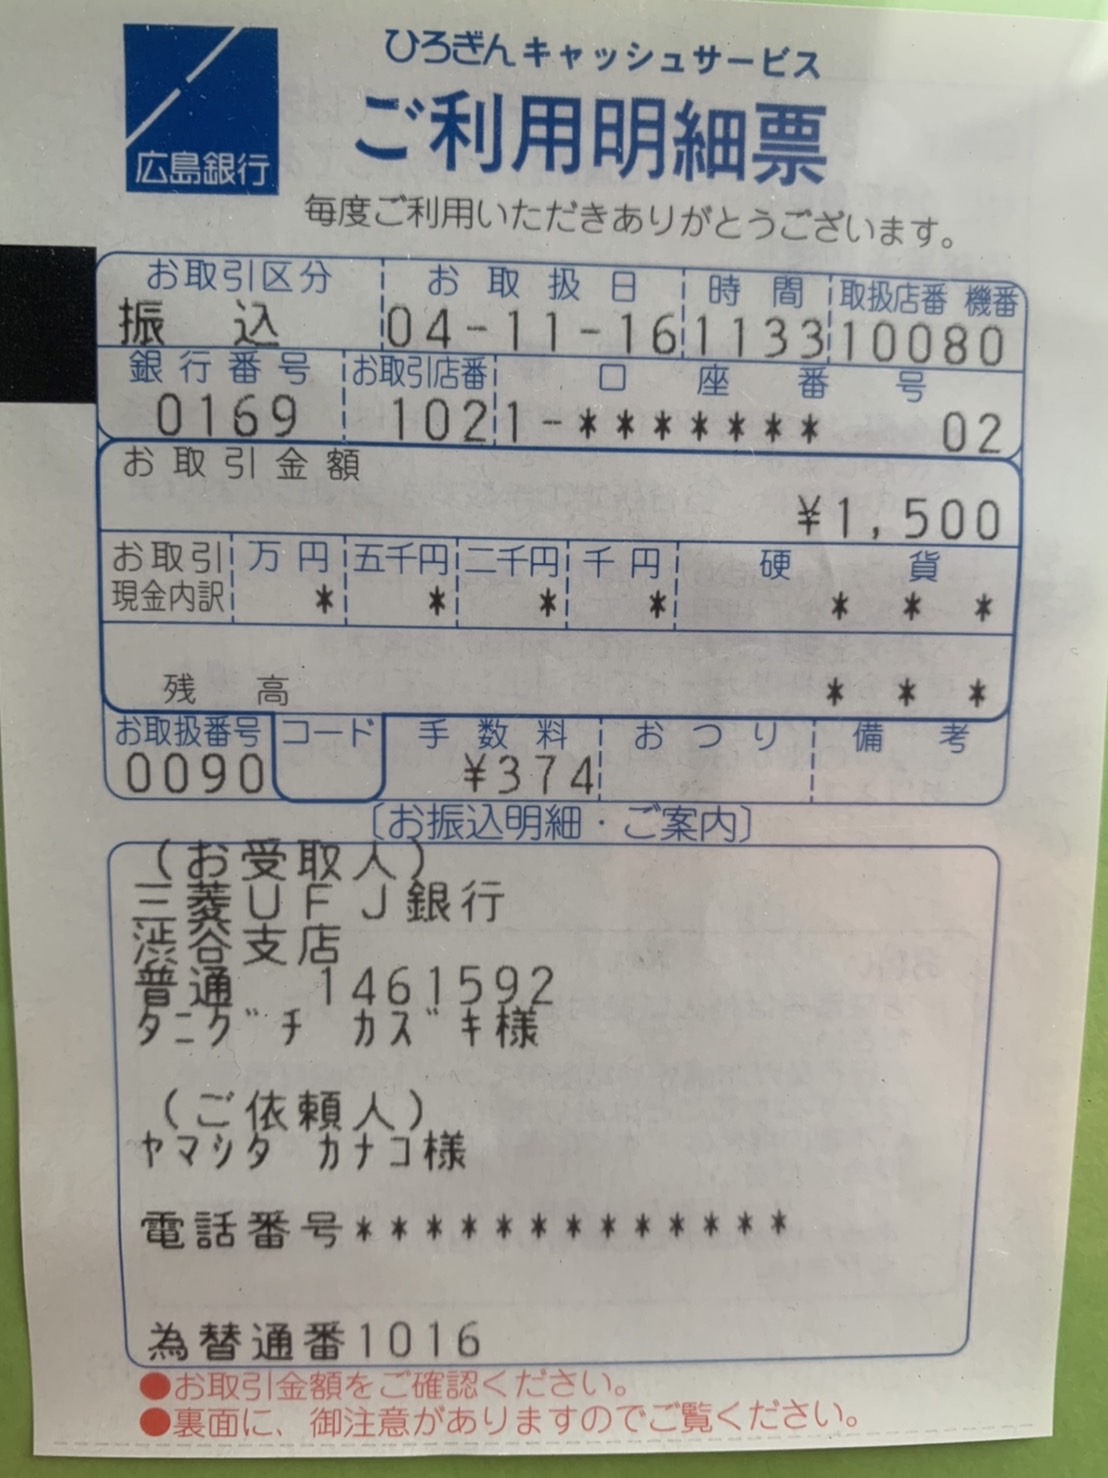 ひろぎんキャッシュサービス
ご利用明細票
広島銀行
毎度ご利用いただきありがとうございます。
お取引区分 お取扱日 時間 取扱店番 機番
振込 04-11-16 1133 10080
銀行番号 お取引店番 口座番号
0169 1021-******* 02
お取引金額
¥1,500
お取引 万円 五千円 二千円 千円 硬貨
現金内訳 * * * * * * *
残高 * * *
お取扱番号 コード 手数料 おつり 備考
0090 ¥374
〔お振込明細・ご案内〕
(お受取人)
三菱UFJ銀行
渋谷支店
普通 1461592
タニグチ カズキ様
(ご依頼人)
ヤマシタ カナコ様
電話番号*************
為替通番1016
●お取引金額をご確認ください。
●裏面に、御注意がありますのでご覧ください。